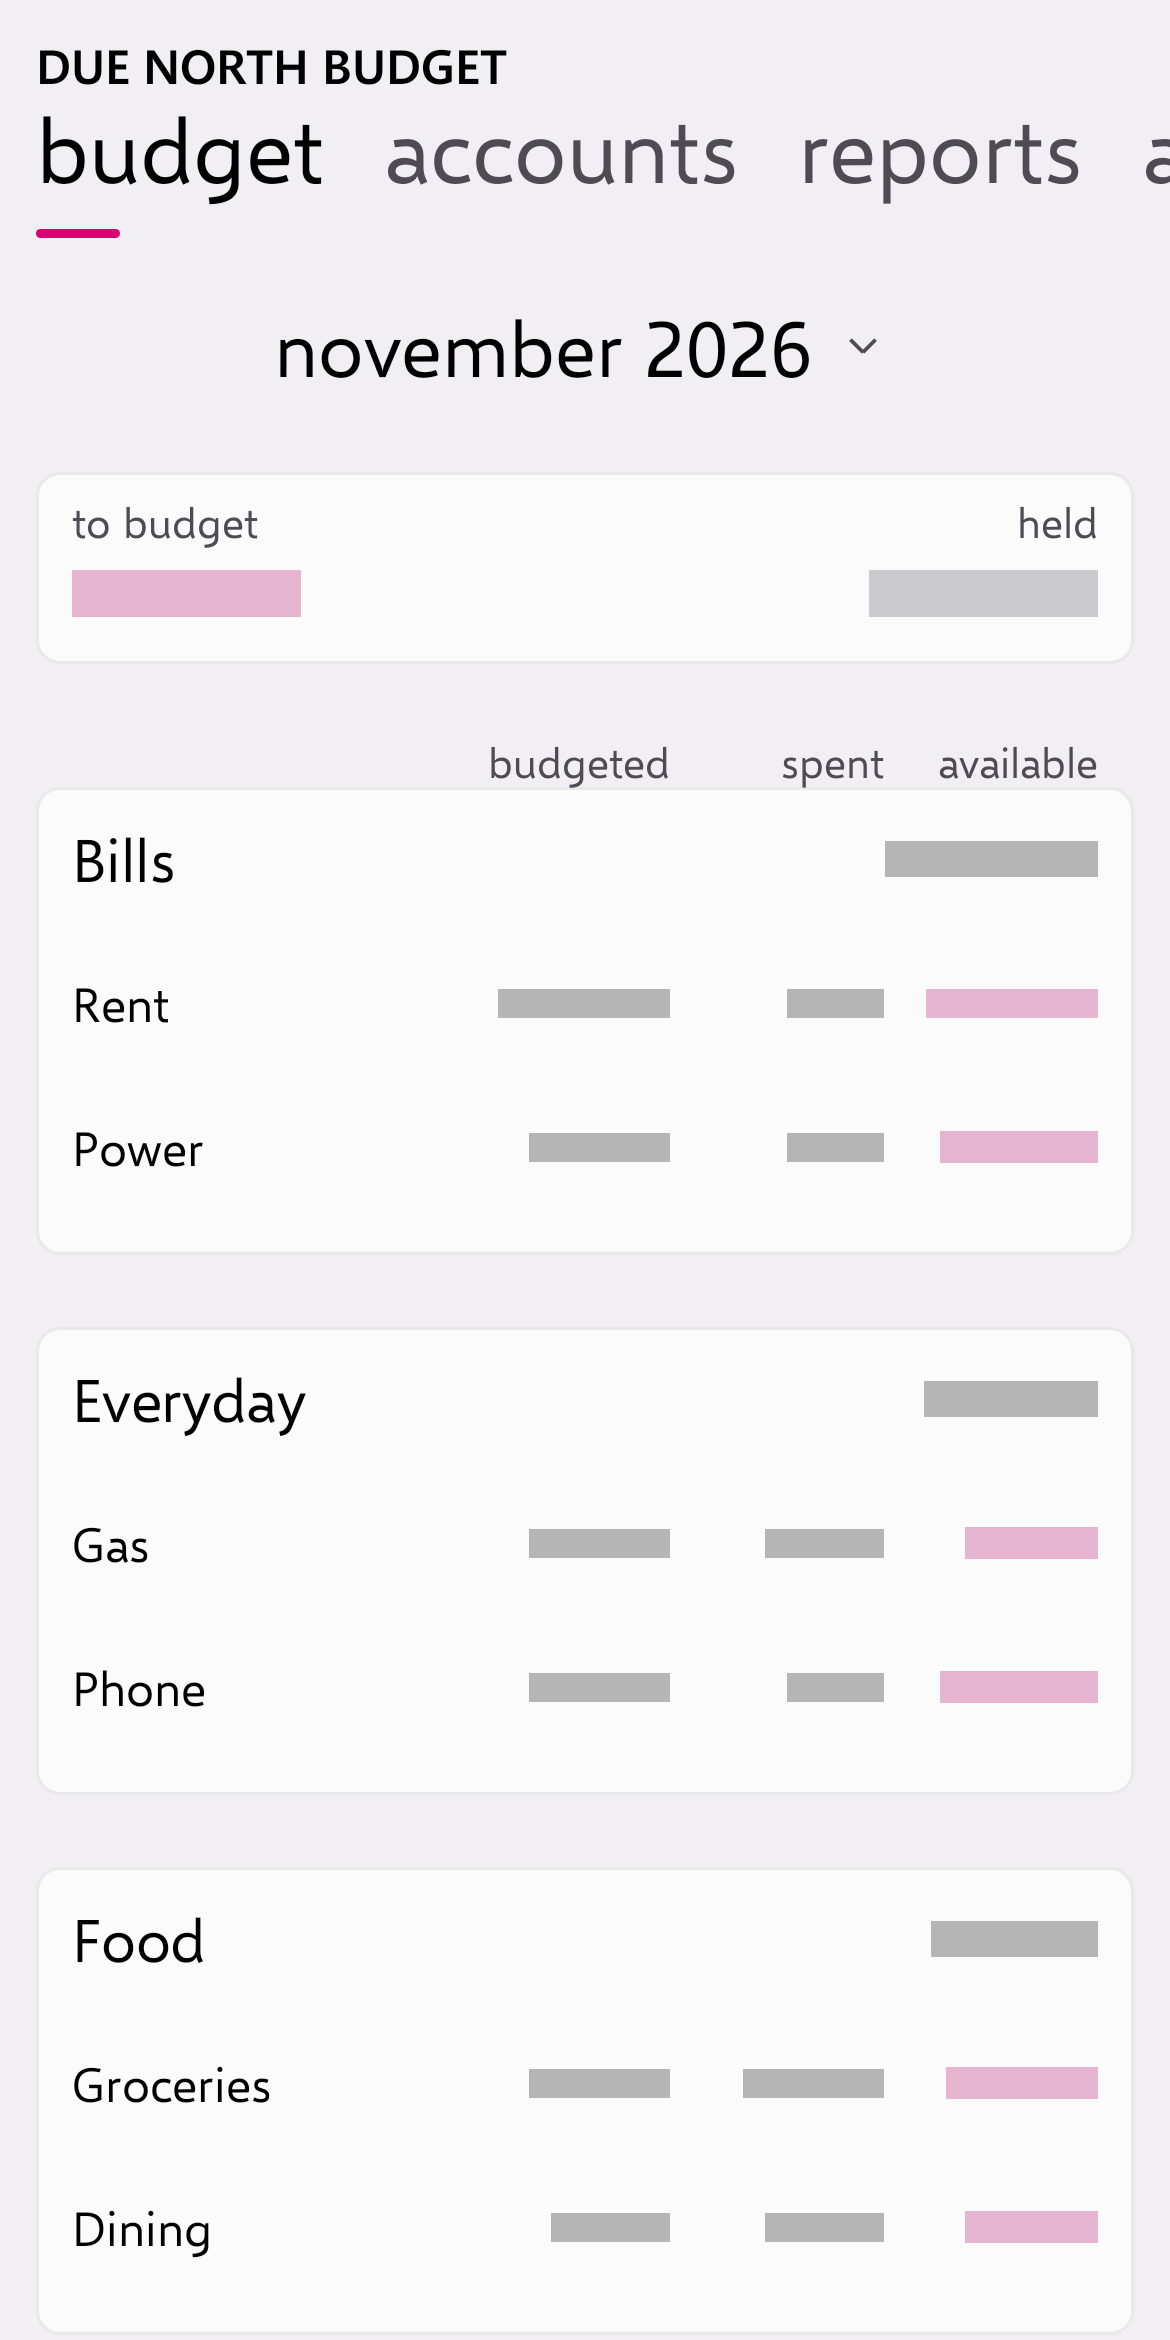 DUE NORTH BUDGET
budget accounts reports
november 2026
to budget held
budgeted spent available
Bills
Rent
Power
Everyday
Gas
Phone
Food
Groceries
Dining